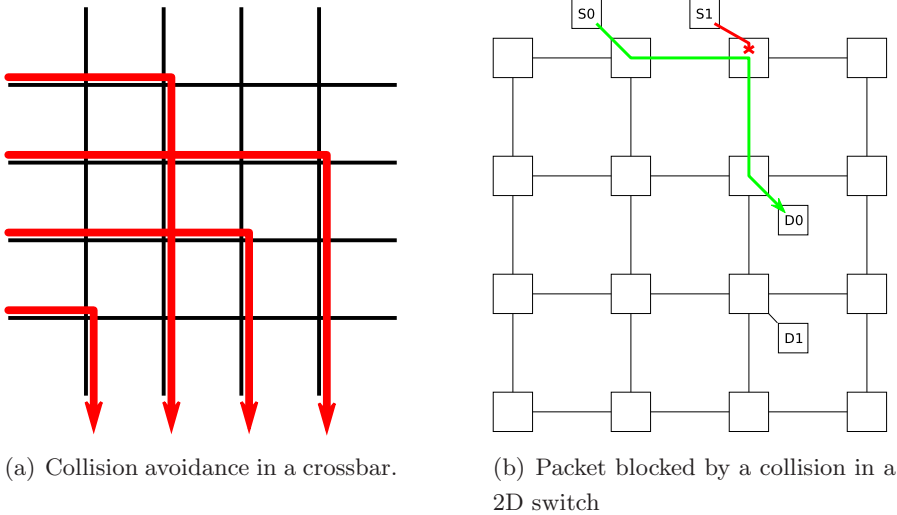 S0
S1
D0
D1
(a) Collision avoidance in a crossbar.
(b) Packet blocked by a collision in a
2D switch